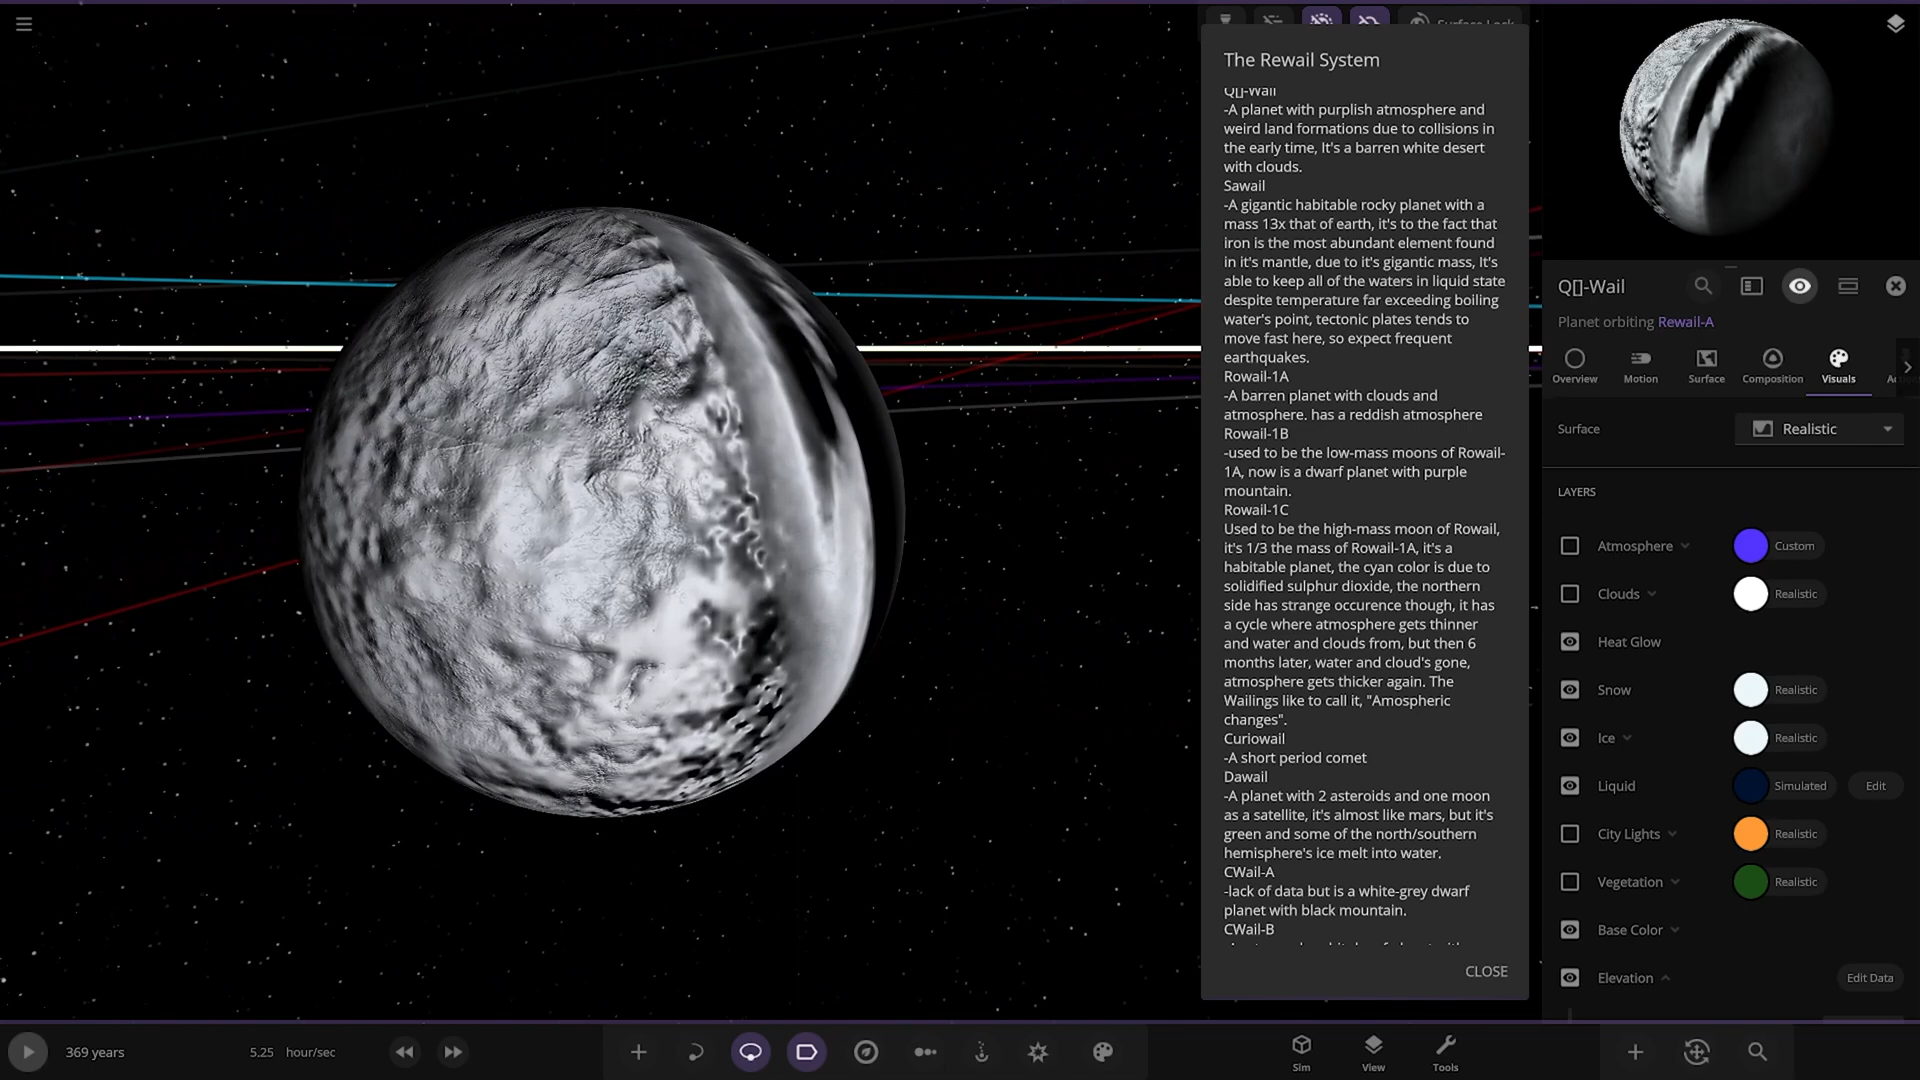 Surface Lock
The Rewail System
Q[]-Wail
-A planet with purplish atmosphere and
weird land formations due to collisions in
the early time, It's a barren white desert
with clouds.
Sawail
-A gigantic habitable rocky planet with a
mass 13x that of earth, it's to the fact that
iron is the most abundant element found
in it's mantle, due to it's gigantic mass, It's
able to keep all of the waters in liquid state
despite temperature far exceeding boiling
water's point, tectonic plates tends to
move fast here, so expect frequent
earthquakes.
Rowail-1A
-A barren planet with clouds and
atmosphere. has a reddish atmosphere
Rowail-1B
-used to be the low-mass moons of Rowail-
1A, now is a dwarf planet with purple
mountain.
Rowail-1C
Used to be the high-mass moon of Rowail,
it's 1/3 the mass of Rowail-1A, it's a
habitable planet, the cyan color is due to
solidified sulphur dioxide, the northern
side has strange occurence though, it has
a cycle where atmosphere gets thinner
and water and clouds from, but then 6
months later, water and cloud's gone,
atmosphere gets thicker again. The
Wailings like to call it, "Amospheric
changes".
Curiowail
-A short period comet
Dawail
-A planet with 2 asteroids and one moon
as a satellite, it's almost like mars, but it's
green and some of the north/southern
hemisphere's ice melt into water.
CWail-A
-lack of data but is a white-grey dwarf
planet with black mountain.
CWail-B
CLOSE
Q[]-Wail
Planet orbiting Rewail-A
Overview Motion Surface Composition Visuals
Surface Realistic
LAYERS
Atmosphere Custom
Clouds Realistic
Heat Glow
Snow Realistic
Ice Realistic
Liquid Simulated Edit
City Lights Realistic
Vegetation Realistic
Base Color
Elevation Edit Data
369 years 5.25 hour/sec
Sim View Tools